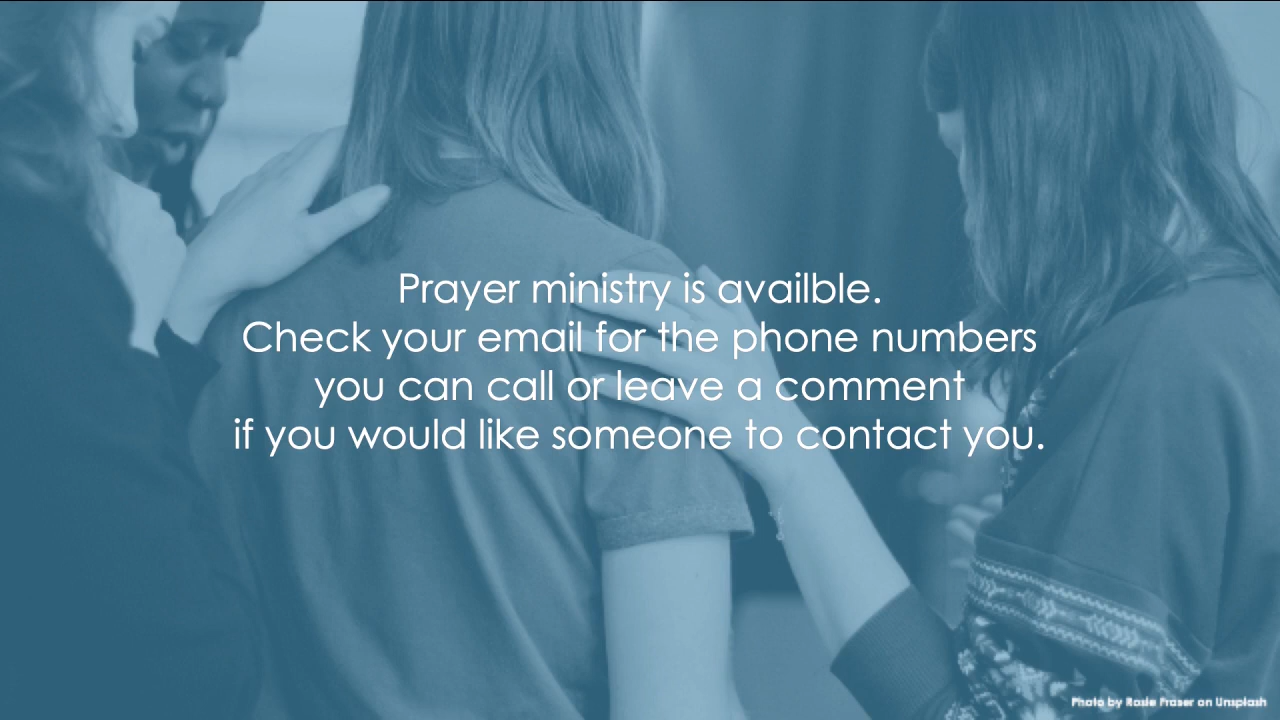 Prayer ministry is availble.
Check your email for the phone numbers
you can call or leave a comment
if you would like someone to contact you.
Photo by Rosie Fraser on Unsplash